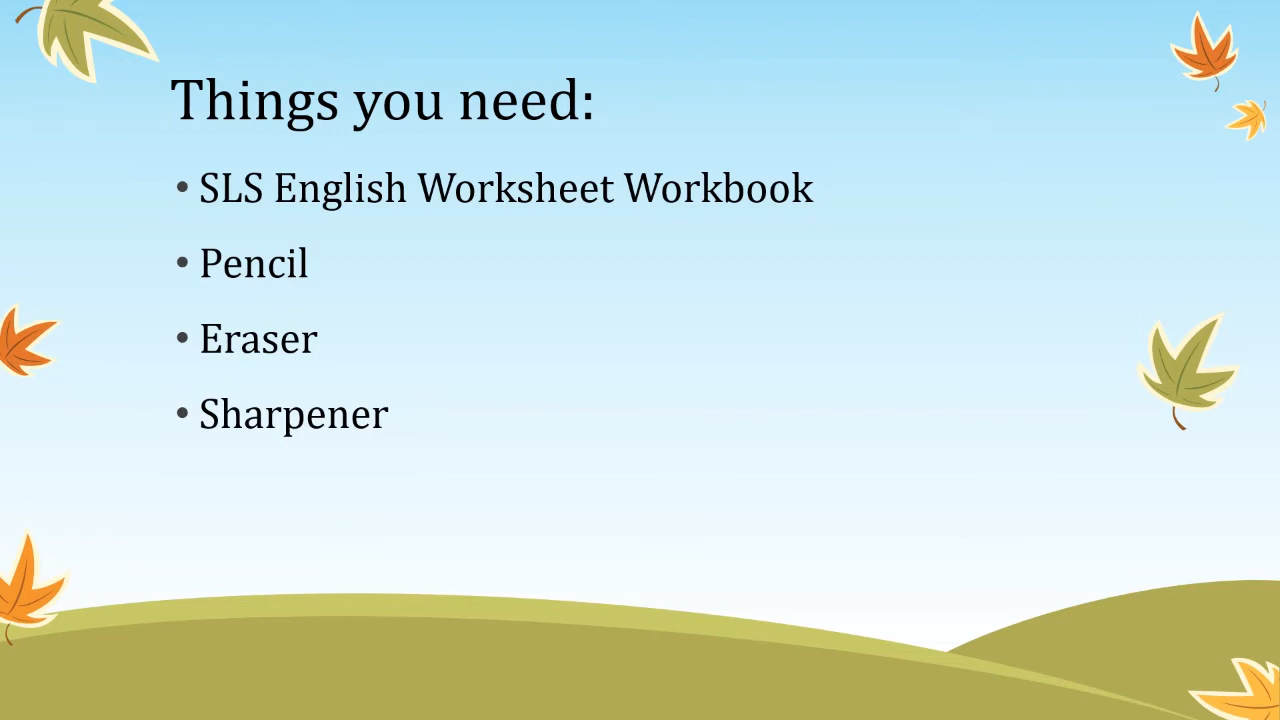 Things you need:
• SLS English Worksheet Workbook
• Pencil
• Eraser
• Sharpener